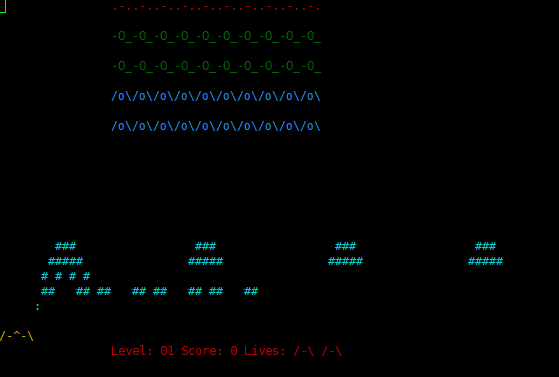 .-..-..-..-..-..-..-..-..-..-.
-O_-O_-O_-O_-O_-O_-O_-O_-O_-O_
-O_-O_-O_-O_-O_-O_-O_-O_-O_-O_
/o\/o\/o\/o\/o\/o\/o\/o\/o\/o\
/o\/o\/o\/o\/o\/o\/o\/o\/o\/o\
### ### ### ###
##### ##### ##### #####
# # # #
## ## ## ## ## ## ## ##
:
/-^-\
Level: 01 Score: 0 Lives: /-\ /-\